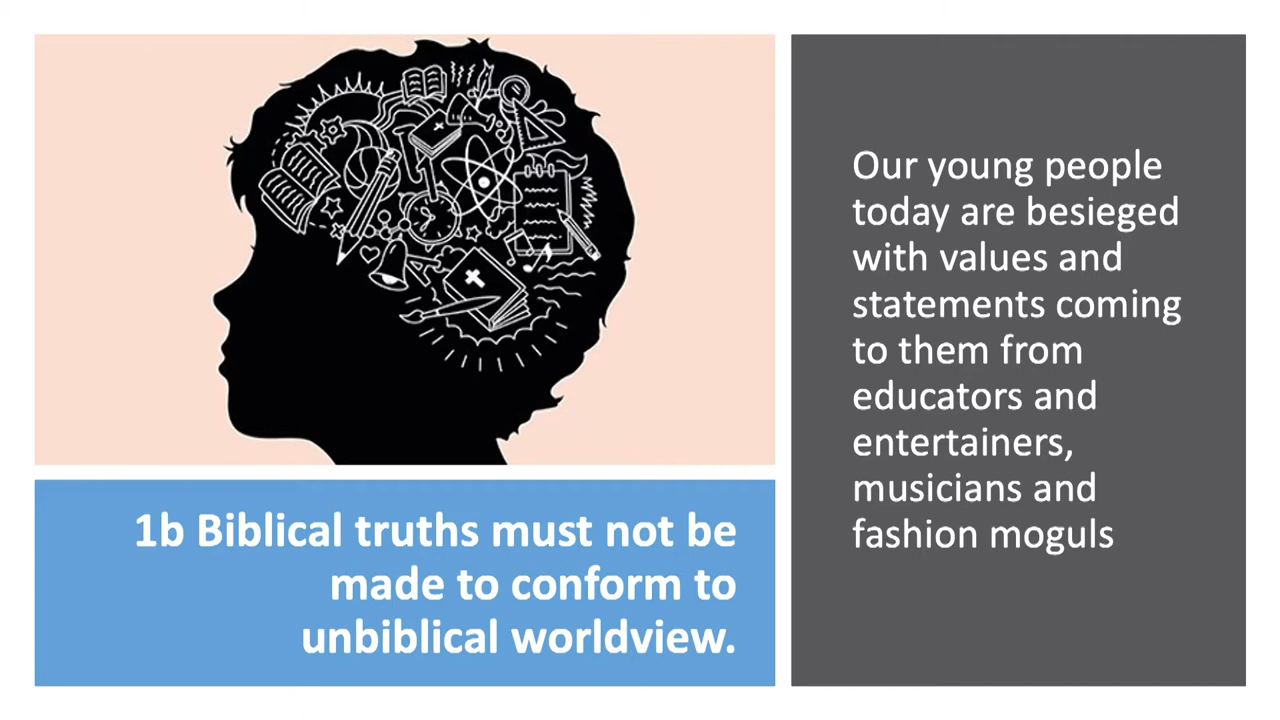 1b Biblical truths must not be
made to conform to
unbiblical worldview.
Our young people
today are besieged
with values and
statements coming
to them from
educators and
entertainers,
musicians and
fashion moguls